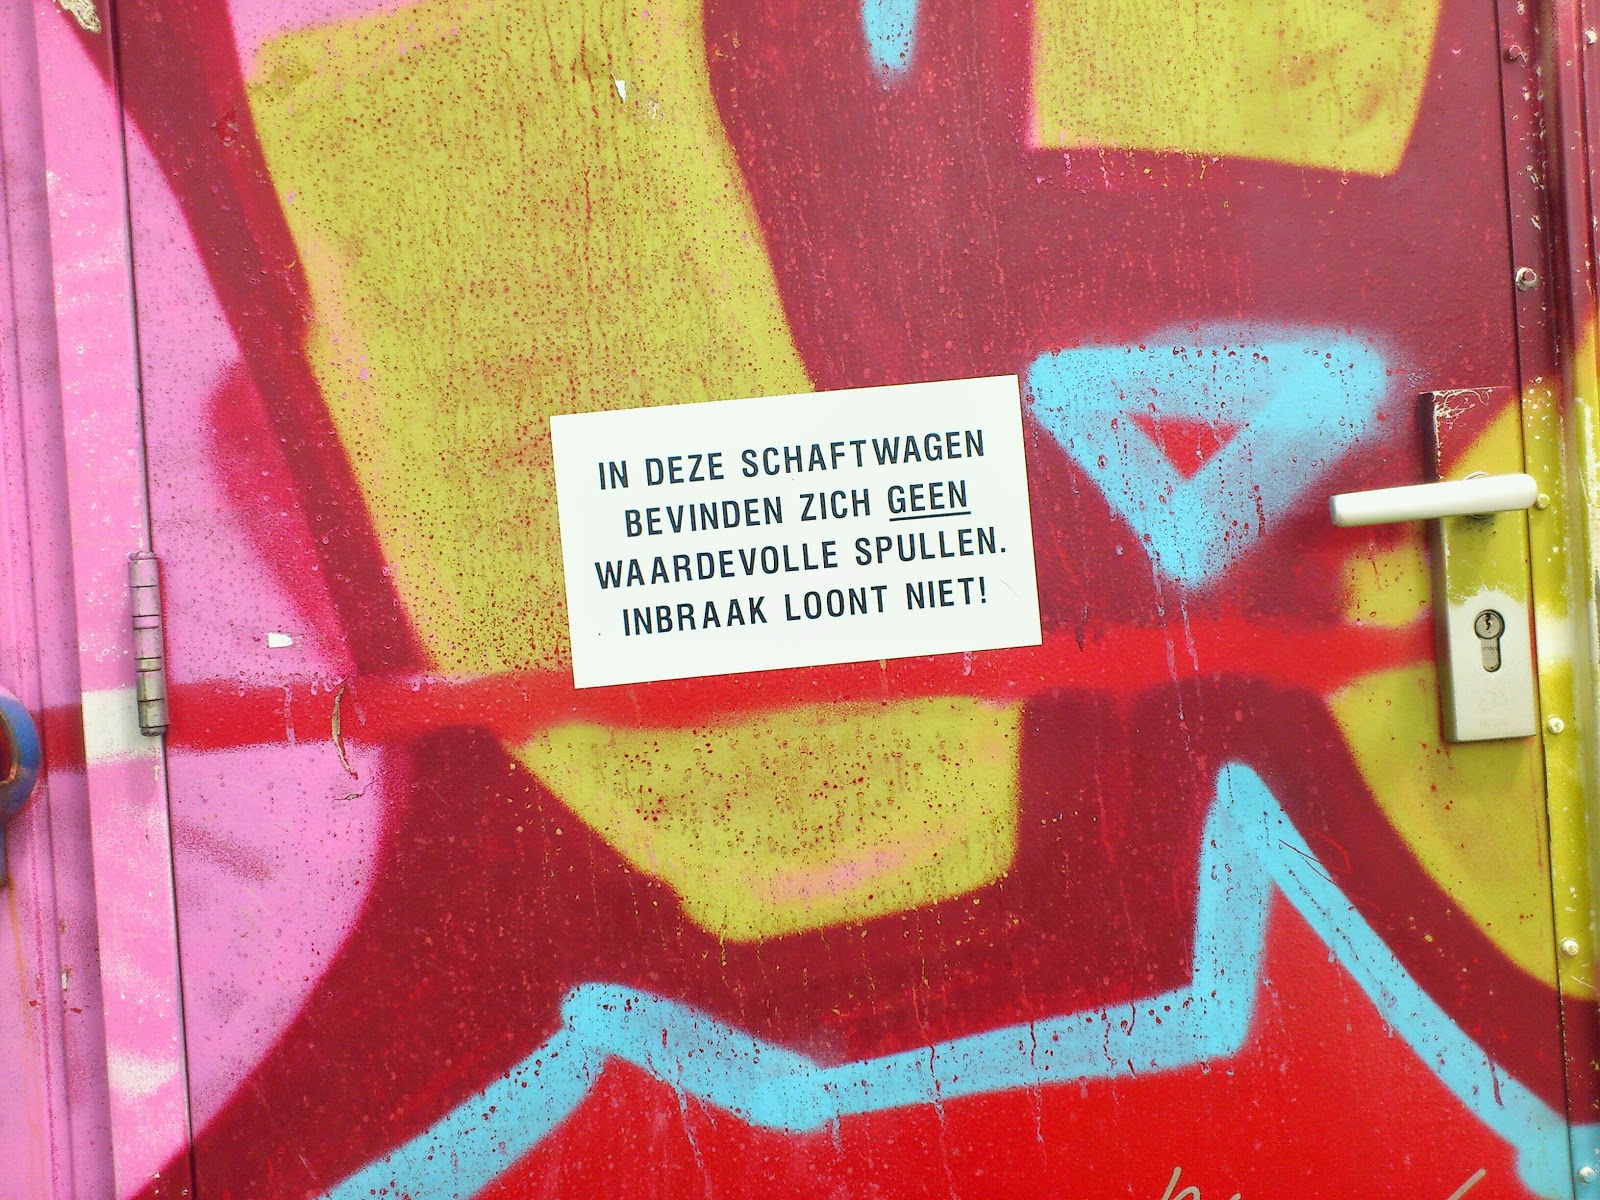 IN DEZE SCHAFTWAGEN
BEVINDEN ZICH GEEN
WAARDEVOLLE SPULLEN.
INBRAAK LOONT NIET!